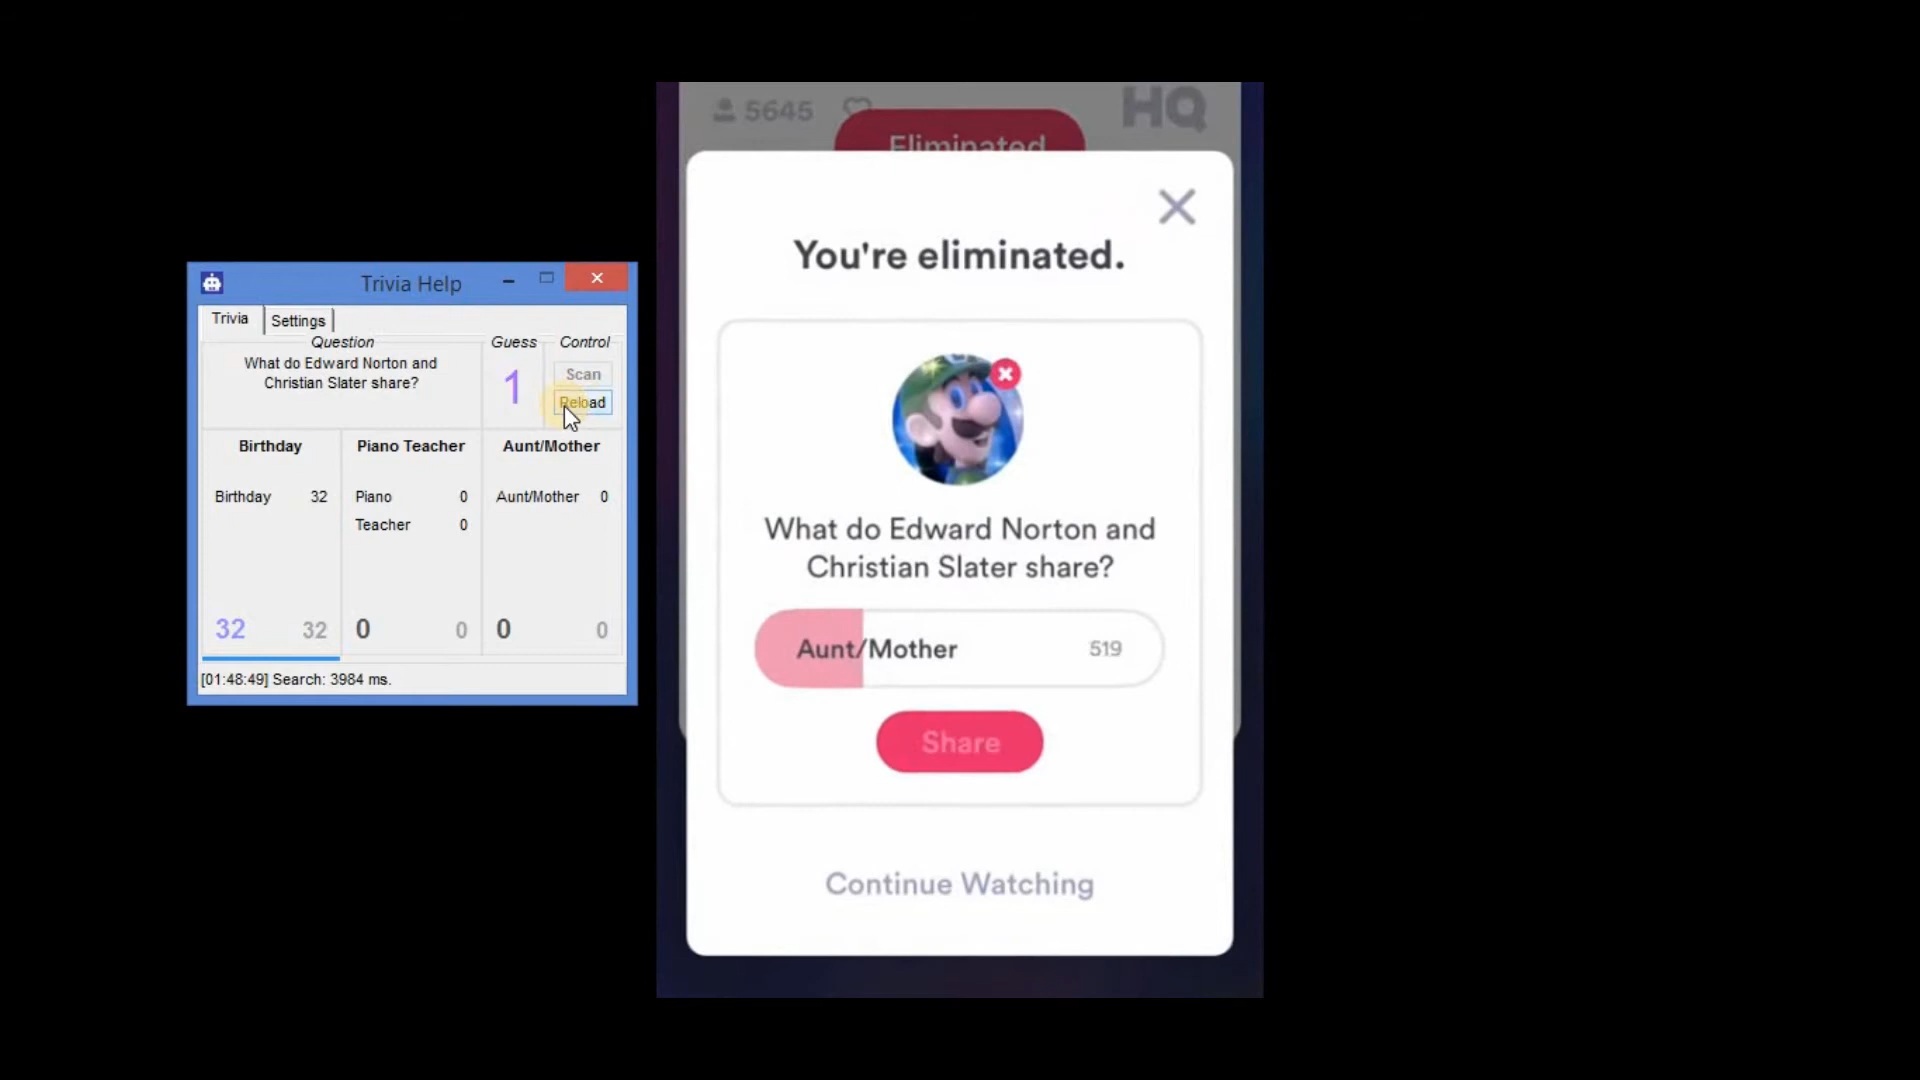 Trivia Help
Trivia
Settings
Question
Guess
Control
What do Edward Norton and
Christian Slater share?
1
Scan
Reload
Birthday
Piano Teacher
Aunt/Mother
Birthday 32
Piano 0
Aunt/Mother 0
Teacher 0
32 32
0 0
0 0
[01:48:49] Search: 3984 ms.
5645
HQ
Eliminated
You're eliminated.
What do Edward Norton and
Christian Slater share?
Aunt/Mother 519
Share
Continue Watching